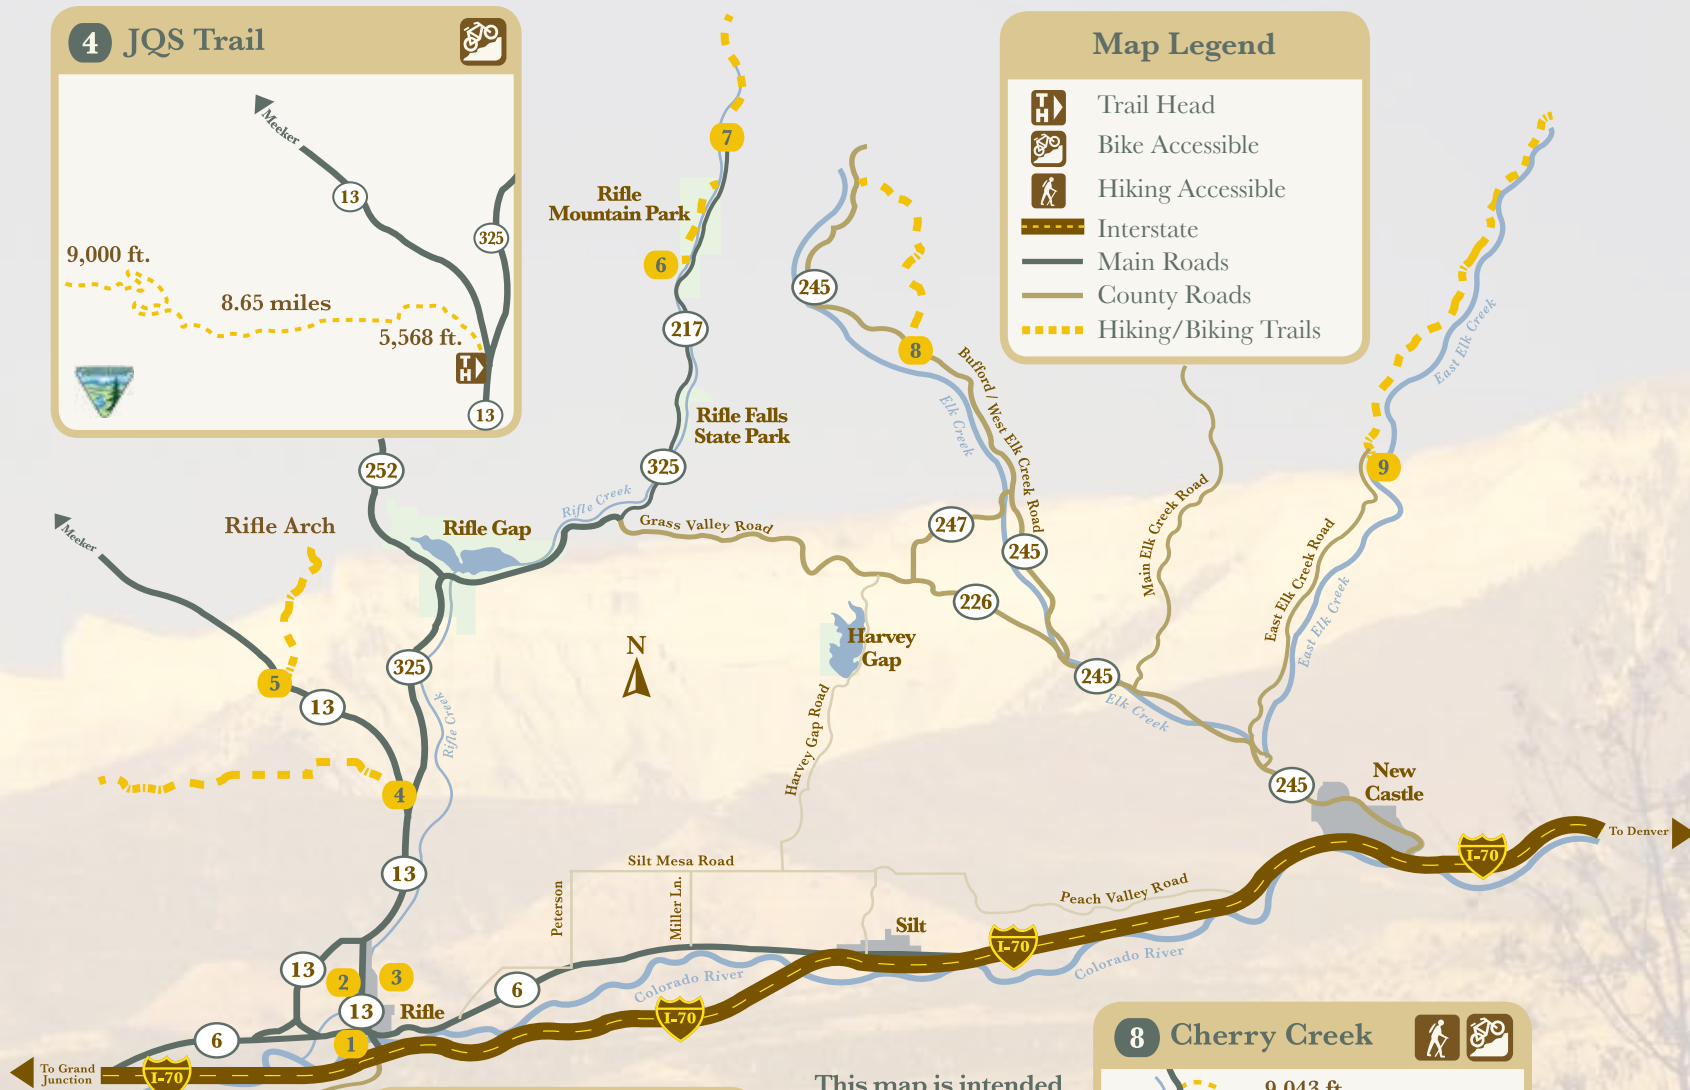 4 JQS Trail
Meeker
13
325
9,000 ft.
8.65 miles
5,568 ft.
TH
13
Map Legend
TH Trail Head
Bike Accessible
Hiking Accessible
Interstate
Main Roads
County Roads
Hiking/Biking Trails
7
Rifle
Mountain Park
6
217
Rifle Falls
State Park
325
245
8
Bufford / West Elk Creek Road
Elk Creek
East Elk Creek
9
252
Rifle Creek
Rifle Gap
Grass Valley Road
247
245
226
Main Elk Creek Road
East Elk Creek Road
East Elk Creek
Meeker
Rifle Arch
5
13
325
Rifle Creek
N
Harvey
Gap
Harvey Gap Road
245
Elk Creek
4
13
245
New
Castle
I-70
To Denver
Silt Mesa Road
Peterson
Miller Ln.
Peach Valley Road
Silt
I-70
Colorado River
Colorado River
13
2
3
13
Rifle
6
I-70
6
1
To Grand
Junction
I-70
8 Cherry Creek
9,043 ft.
This map is intended